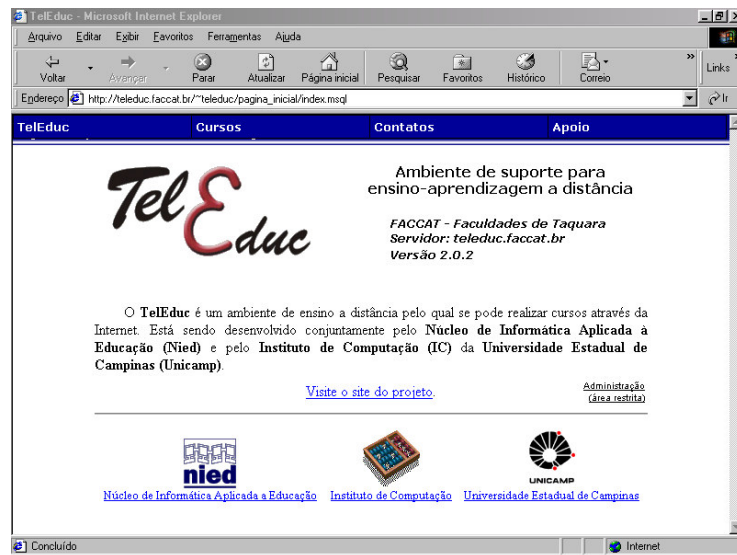 TelEduc - Microsoft Internet Explorer
Arquivo Editar Exibir Favoritos Ferramentas Ajuda
Voltar Avançar Parar Atualizar Página inicial Pesquisar Favoritos Histórico Correio » Links »
Endereço http://teleduc.faccat.br/~teleduc/pagina_inicial/index.msql Ir
TelEduc Cursos Contatos Apoio
TelEduc
Ambiente de suporte para
ensino-aprendizagem a distância
FACCAT - Faculdades de Taquara
Servidor: teleduc.faccat.br
Versão 2.0.2
O TelEduc é um ambiente de ensino a distância pelo qual se pode realizar cursos através da
Internet. Está sendo desenvolvido conjuntamente pelo Núcleo de Informática Aplicada à
Educação (Nied) e pelo Instituto de Computação (IC) da Universidade Estadual de
Campinas (Unicamp).
Visite o site do projeto.
Administração
(área restrita)
nied
UNICAMP
Núcleo de Informática Aplicada a Educação Instituto de Computação Universidade Estadual de Campinas
Concluído Internet